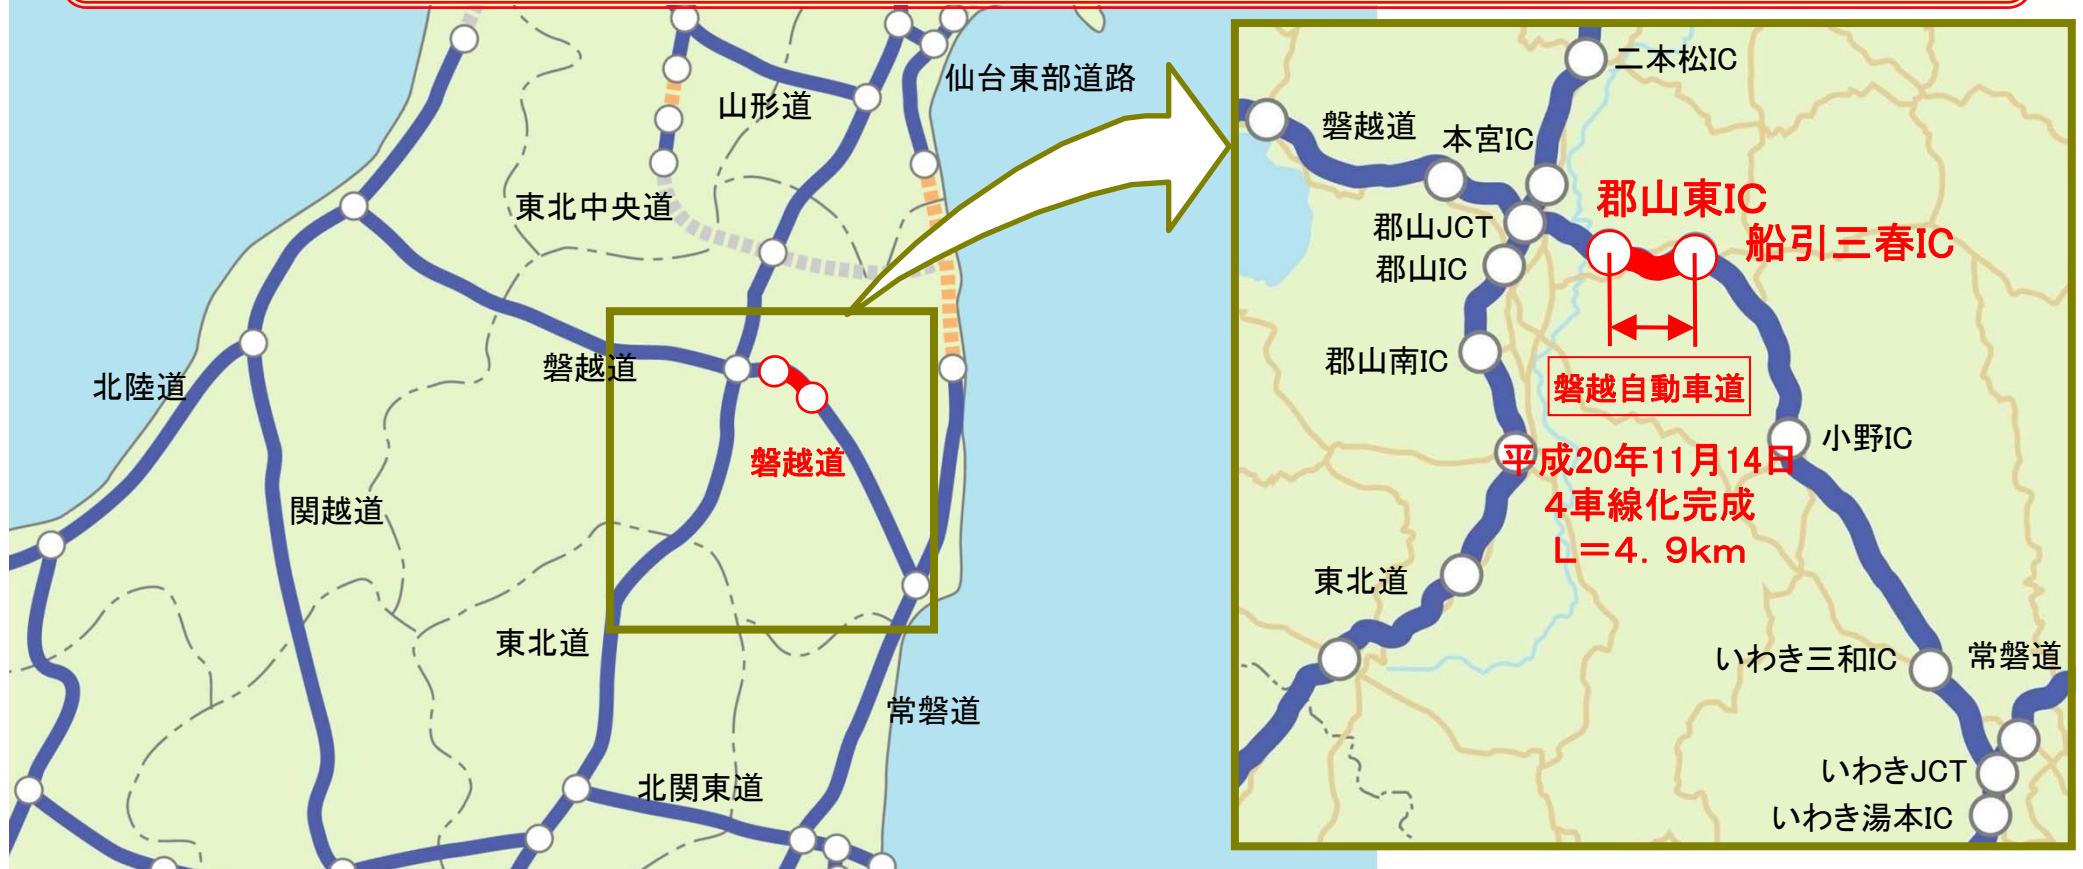 仙台東部道路
山形道
東北中央道
磐越道
北陸道
磐越道
関越道
東北道
常磐道
北関東道
二本松IC
磐越道
本宮IC
郡山東IC
郡山JCT
船引三春IC
郡山IC
郡山南IC
磐越自動車道
小野IC
平成20年11月14日
4車線化完成
L=4.9km
東北道
いわき三和IC
常磐道
いわきJCT
いわき湯本IC